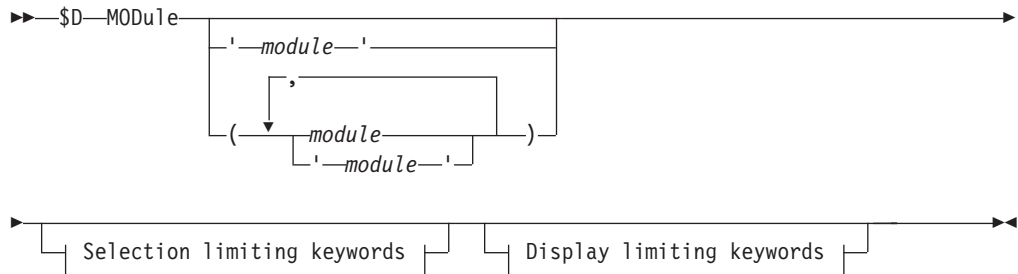 $D MODule
' module '
,
( module )
' module '
Selection limiting keywords Display limiting keywords